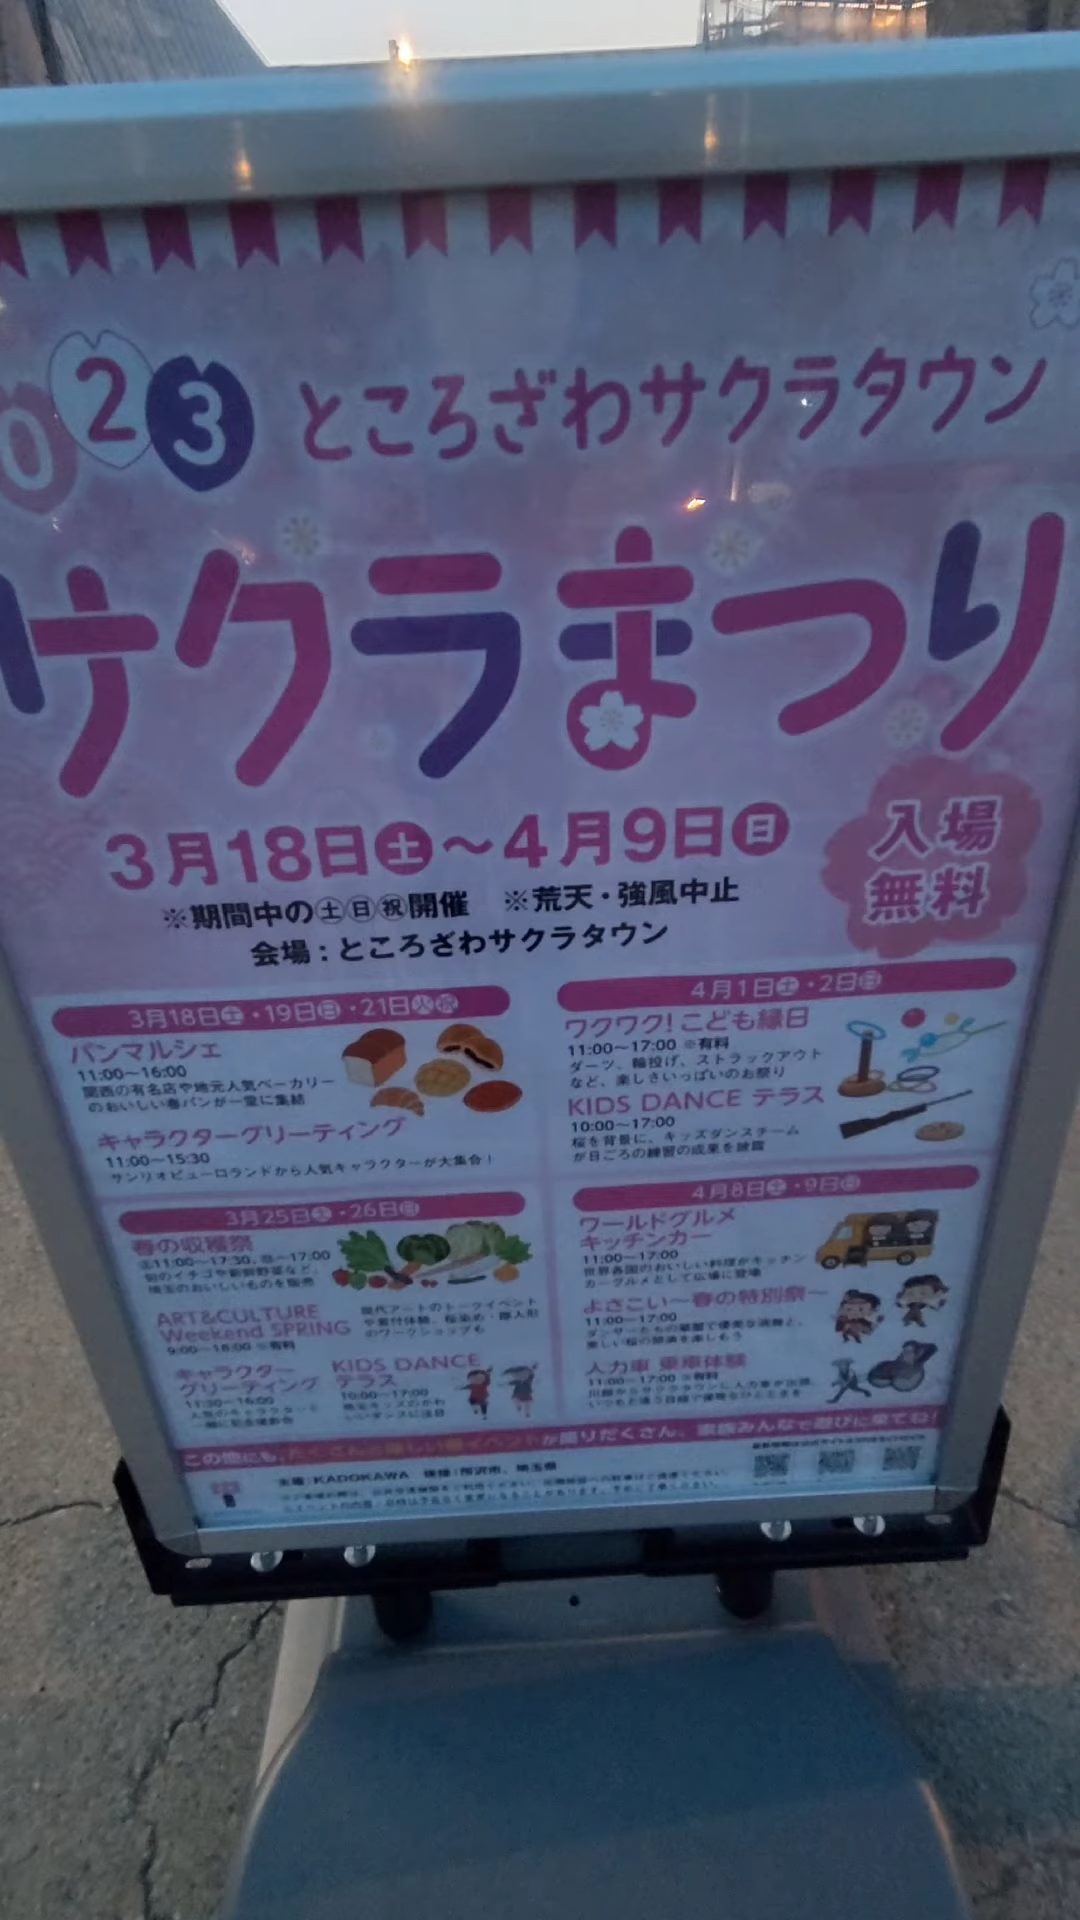 023 ところざわサクラタウン
サクラまつり
3月18日土～4月9日日
入場
無料
※期間中の土日祝開催 ※荒天・強風中止
会場：ところざわサクラタウン
3月18日土・19日日・21日火祝
パンマルシェ
11:00～16:00
関西の有名店や地元人気ベーカリー
のおいしい春パンが一堂に集結
キャラクターグリーティング
11:00～15:30
サンリオピューロランドから人気キャラクターが大集合！
3月25日土・26日日
春の収穫祭
土11:00～17:30、日～17:00
旬のイチゴや新鮮野菜など、
埼玉のおいしいものを販売
ART&CULTURE
Weekend SPRING
9:00～18:00 ※有料
現代アートのトークイベント
や着付体験、桜染め・雛人形
のワークショップも
キャラクター
グリーティング
11:30～16:00
人気のキャラクターと
一緒に記念撮影会
KIDS DANCE
テラス
10:00～17:00
4月1日土・2日日
ワクワク！こども縁日
11:00～17:00 ※有料
ダーツ、輪投げ、ストラックアウト
など、楽しさいっぱいのお祭り
KIDS DANCE テラス
10:00～17:00
桜を背景に、キッズダンスチーム
が日ごろの練習の成果を披露
4月8日土・9日日
ワールドグルメ
キッチンカー
11:00～17:00
世界各国のおいしい料理がキッチン
カーグルメとして広場に登場
よさこい～春の特別祭～
11:00～17:00
人力車 乗車体験
11:00～17:00 ※有料
この他にも、たくさんの楽しい春イベントが盛りだくさん。家族みんなで遊びに来てね！
主催：KADOKAWA 後援：所沢市、埼玉県